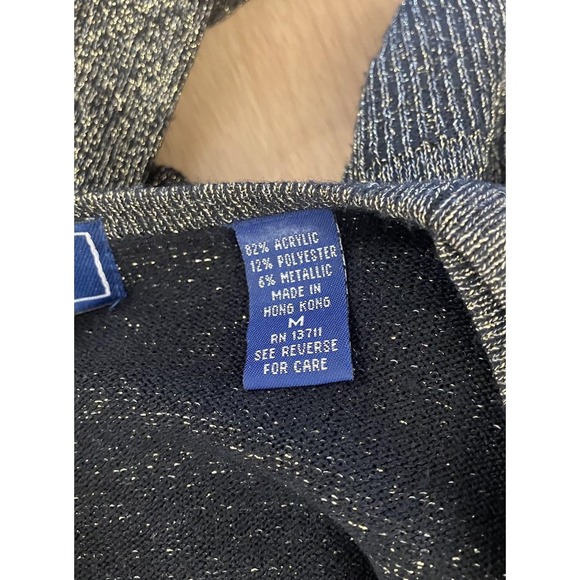 82% ACRYLIC
12% POLYESTER
6% METALLIC
MADE IN
HONG KONG
M
RN 13711
SEE REVERSE
FOR CARE